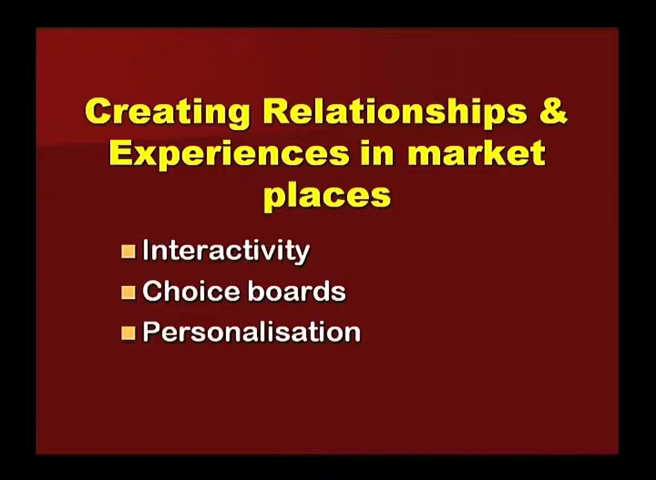 Creating Relationships &
Experiences in market
places
Interactivity
Choice boards
Personalisation